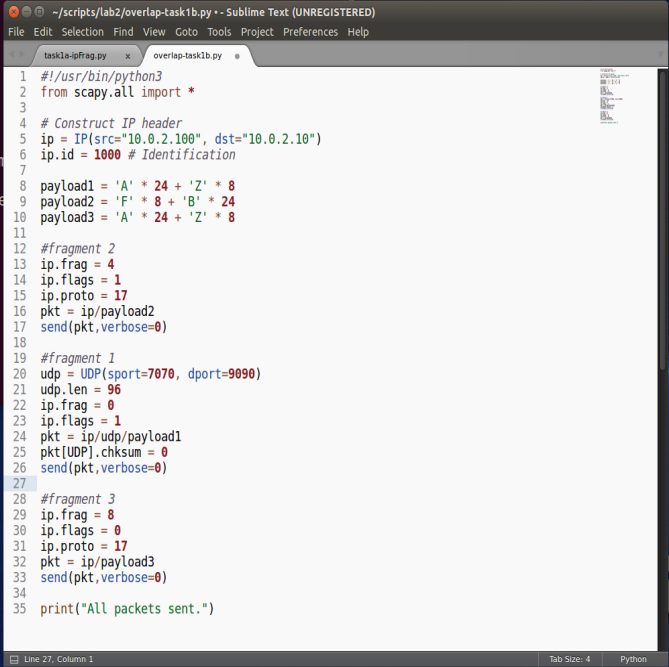 ~/scripts/lab2/overlap-task1b.py • - Sublime Text (UNREGISTERED)
File Edit Selection Find View Goto Tools Project Preferences Help
task1a-ipFrag.py x overlap-task1b.py
1 #!/usr/bin/python3
2 from scapy.all import *
3
4 # Construct IP header
5 ip = IP(src="10.0.2.100", dst="10.0.2.10")
6 ip.id = 1000 # Identification
7
8 payload1 = 'A' * 24 + 'Z' * 8
9 payload2 = 'F' * 8 + 'B' * 24
10 payload3 = 'A' * 24 + 'Z' * 8
11
12 #fragment 2
13 ip.frag = 4
14 ip.flags = 1
15 ip.proto = 17
16 pkt = ip/payload2
17 send(pkt,verbose=0)
18
19 #fragment 1
20 udp = UDP(sport=7070, dport=9090)
21 udp.len = 96
22 ip.frag = 0
23 ip.flags = 1
24 pkt = ip/udp/payload1
25 pkt[UDP].chksum = 0
26 send(pkt,verbose=0)
27
28 #fragment 3
29 ip.frag = 8
30 ip.flags = 0
31 ip.proto = 17
32 pkt = ip/payload3
33 send(pkt,verbose=0)
34
35 print("All packets sent.")
Line 27, Column 1 Tab Size: 4 Python